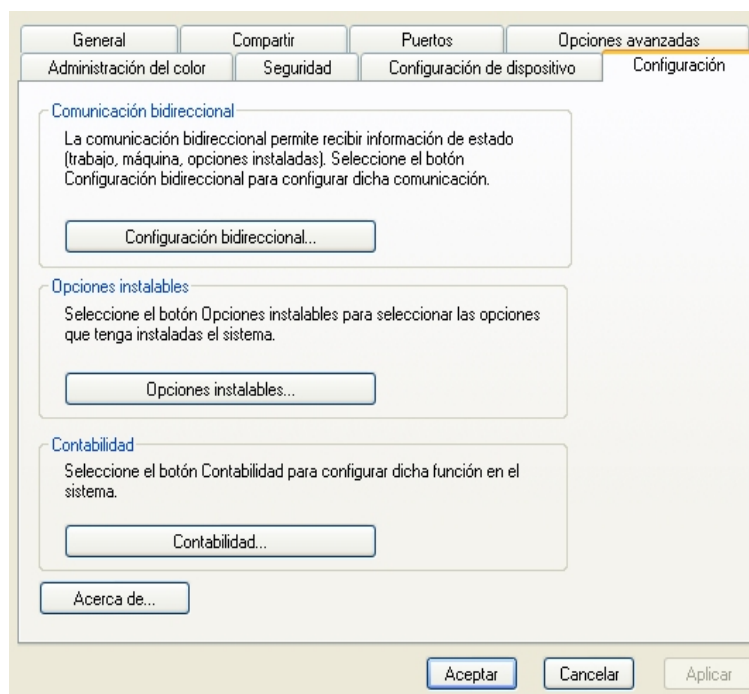 General
Compartir
Puertos
Opciones avanzadas
Administración del color
Seguridad
Configuración de dispositivo
Configuración
Comunicación bidireccional
La comunicación bidireccional permite recibir información de estado
(trabajo, máquina, opciones instaladas). Seleccione el botón
Configuración bidireccional para configurar dicha comunicación.
Configuración bidireccional...
Opciones instalables
Seleccione el botón Opciones instalables para seleccionar las opciones
que tenga instaladas el sistema.
Opciones instalables...
Contabilidad
Seleccione el botón Contabilidad para configurar dicha función en el
sistema.
Contabilidad...
Acerca de...
Aceptar
Cancelar
Aplicar